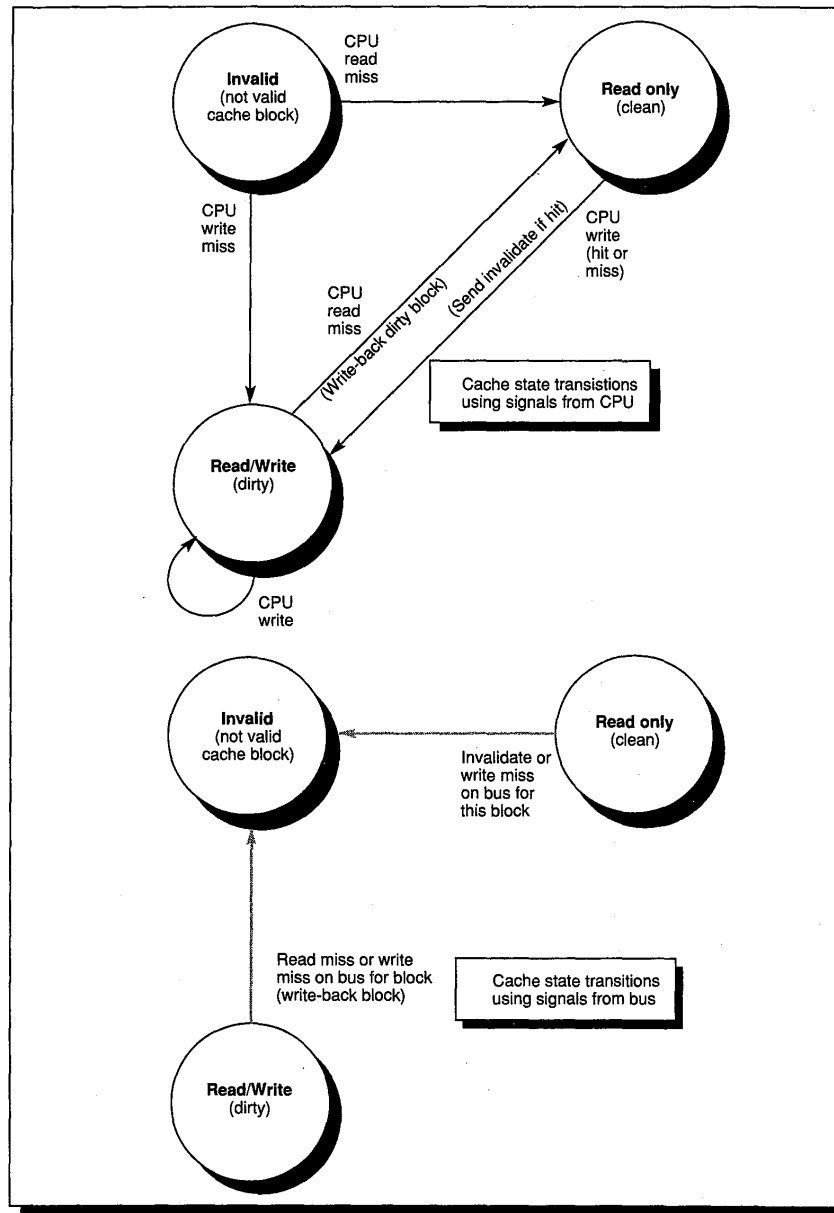 Invalid
(not valid
cache block)
CPU
read
miss
Read only
(clean)
CPU
write
miss
CPU
read
miss
(Write-back dirty block)
(Send invalidate if hit)
CPU
write
(hit or
miss)
Cache state transistions
using signals from CPU
Read/Write
(dirty)
CPU
write
Invalid
(not valid
cache block)
Read only
(clean)
Invalidate or
write miss
on bus for
this block
Read miss or write
miss on bus for block
(write-back block)
Cache state transitions
using signals from bus
Read/Write
(dirty)